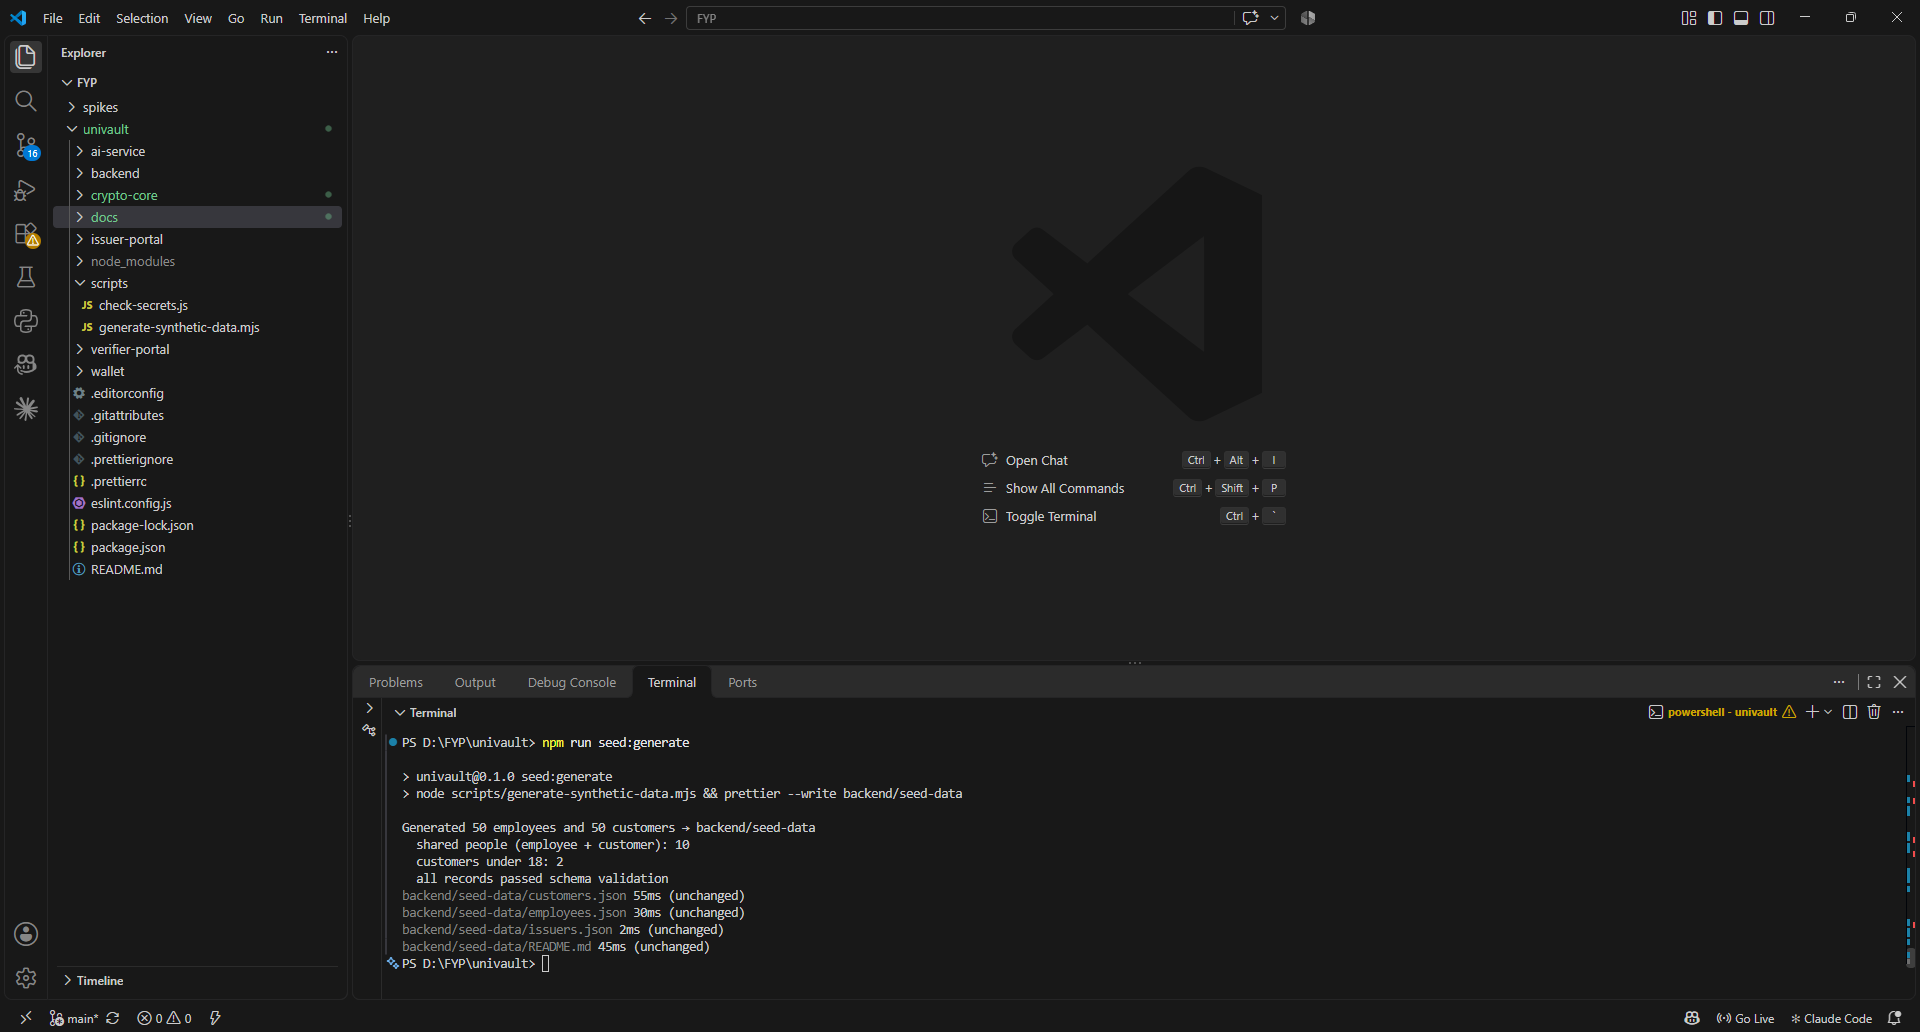 File Edit Selection View Go Run Terminal Help
FYP
Explorer
FYP
spikes
univault
ai-service
backend
crypto-core
docs
issuer-portal
node_modules
scripts
JS check-secrets.js
JS generate-synthetic-data.mjs
verifier-portal
wallet
.editorconfig
.gitattributes
.gitignore
.prettierignore
{} .prettierrc
eslint.config.js
{} package-lock.json
{} package.json
README.md
Timeline
16
Open Chat Ctrl + Alt + I
Show All Commands Ctrl + Shift + P
Toggle Terminal Ctrl + `
Problems Output Debug Console Terminal Ports
Terminal
powershell - univault
PS D:\FYP\univault> npm run seed:generate
> univault@0.1.0 seed:generate
> node scripts/generate-synthetic-data.mjs && prettier --write backend/seed-data
Generated 50 employees and 50 customers → backend/seed-data
shared people (employee + customer): 10
customers under 18: 2
all records passed schema validation
backend/seed-data/customers.json 55ms (unchanged)
backend/seed-data/employees.json 30ms (unchanged)
backend/seed-data/issuers.json 2ms (unchanged)
backend/seed-data/README.md 45ms (unchanged)
PS D:\FYP\univault>
main* 0 0
Go Live Claude Code